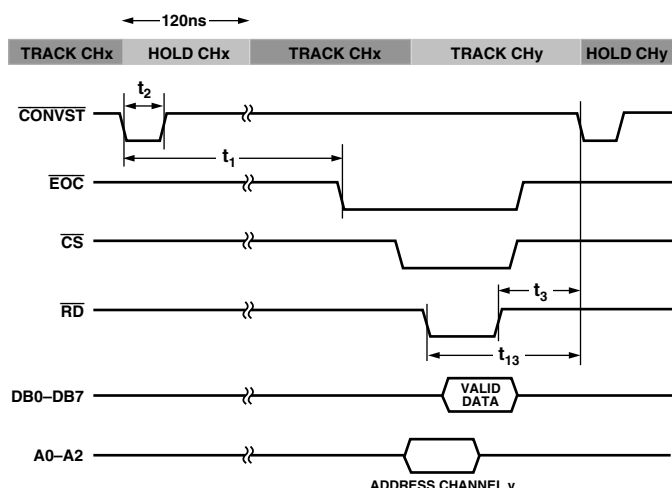 120ns
TRACK CHx HOLD CHx TRACK CHx TRACK CHy HOLD CHy
t2
CONVST
t1
EOC
CS
t3
RD
t13
DB0–DB7 VALID DATA
A0–A2
ADDRESS CHANNEL y